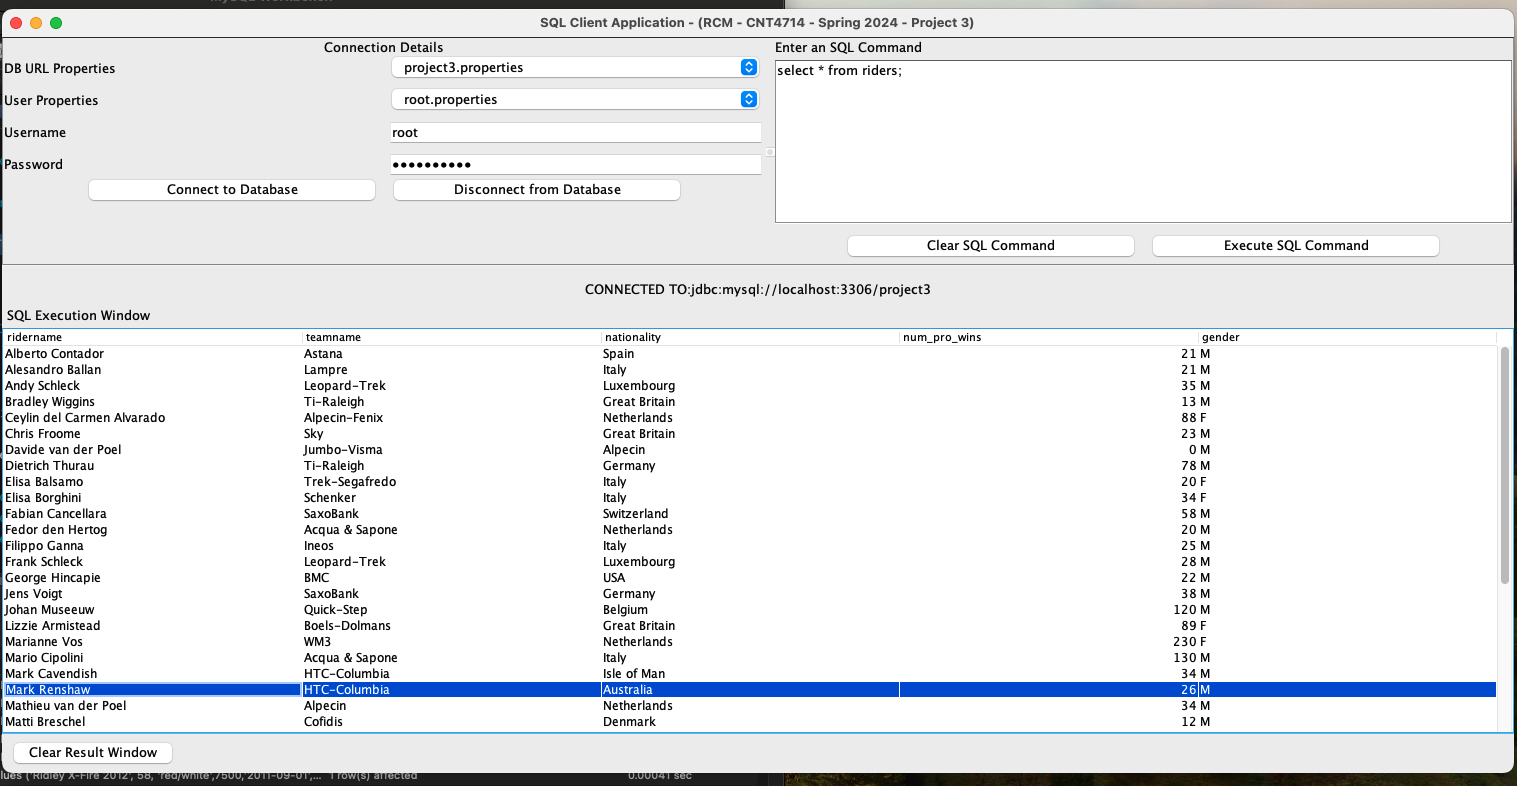 SQL Client Application - (RCM - CNT4714 - Spring 2024 - Project 3)
Connection Details
DB URL Properties project3.properties
User Properties root.properties
Username root
Password ••••••••••
Connect to Database Disconnect from Database
Enter an SQL Command
select * from riders;
Clear SQL Command Execute SQL Command
CONNECTED TO:jdbc:mysql://localhost:3306/project3
SQL Execution Window
ridername teamname nationality num_pro_wins gender
Alberto Contador Astana Spain 21 M
Alesandro Ballan Lampre Italy 21 M
Andy Schleck Leopard-Trek Luxembourg 35 M
Bradley Wiggins Ti-Raleigh Great Britain 13 M
Ceylin del Carmen Alvarado Alpecin-Fenix Netherlands 88 F
Chris Froome Sky Great Britain 23 M
Davide van der Poel Jumbo-Visma Alpecin 0 M
Dietrich Thurau Ti-Raleigh Germany 78 M
Elisa Balsamo Trek-Segafredo Italy 20 F
Elisa Borghini Schenker Italy 34 F
Fabian Cancellara SaxoBank Switzerland 58 M
Fedor den Hertog Acqua & Sapone Netherlands 20 M
Filippo Ganna Ineos Italy 25 M
Frank Schleck Leopard-Trek Luxembourg 28 M
George Hincapie BMC USA 22 M
Jens Voigt SaxoBank Germany 38 M
Johan Museeuw Quick-Step Belgium 120 M
Lizzie Armistead Boels-Dolmans Great Britain 89 F
Marianne Vos WM3 Netherlands 230 F
Mario Cipolini Acqua & Sapone Italy 130 M
Mark Cavendish HTC-Columbia Isle of Man 34 M
Mark Renshaw HTC-Columbia Australia 26 M
Mathieu van der Poel Alpecin Netherlands 34 M
Matti Breschel Cofidis Denmark 12 M
Clear Result Window
lues ('Ridley X-Fire 2012', 58, 'red/white',7500,'2011-09-01',... 1 row(s) affected 0.00041 sec